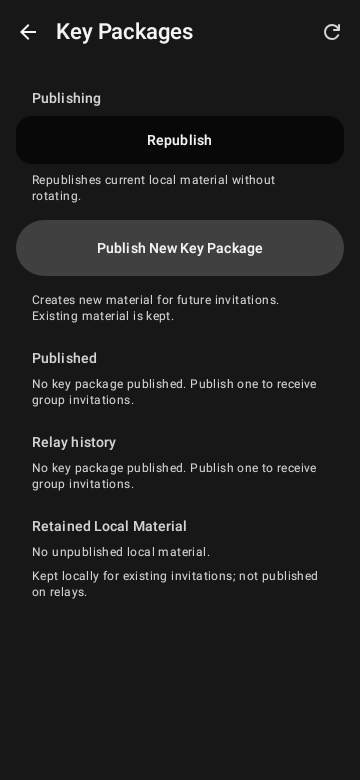 Key Packages
Publishing
Republish
Republishes current local material without
rotating.
Publish New Key Package
Creates new material for future invitations.
Existing material is kept.
Published
No key package published. Publish one to receive
group invitations.
Relay history
No key package published. Publish one to receive
group invitations.
Retained Local Material
No unpublished local material.
Kept locally for existing invitations; not published
on relays.